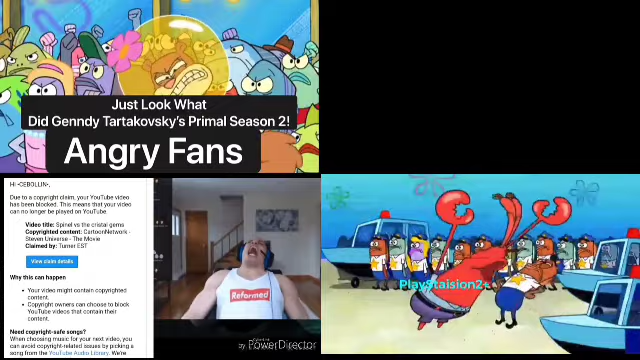 Just Look What
Did Genndy Tartakovsky's Primal Season 2!
Angry Fans
Hi <CEBOLLIN>,
Due to a copyright claim, your YouTube video
has been blocked. This means that your video
can no longer be played on YouTube.
Video title: Spinel vs the cristal gems
Copyrighted content: CartoonNetwork -
Steven Universe - The Movie
Claimed by: Turner EST
View claim details
Why this can happen
• Your video might contain copyrighted
content.
• Copyright owners can choose to block
YouTube videos that contain their
content.
Need copyright-safe songs?
When choosing music for your next video, you
can avoid copyright-related issues by picking a
song from the YouTube Audio Library. We're,
Reformed
by PowerDirector
PlayStaision2+